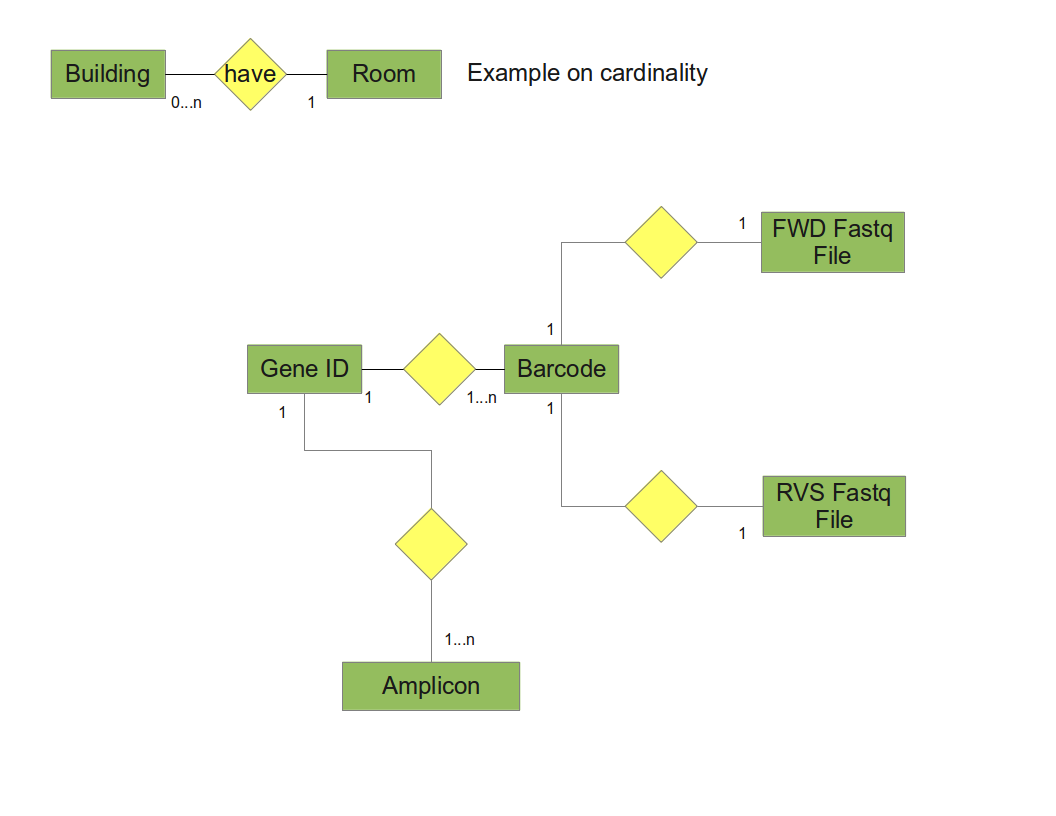 Building
have
Room
Example on cardinality
0...n
1
1
FWD Fastq
File
1
Gene ID
Barcode
1
1...n
1
1
RVS Fastq
File
1
1...n
Amplicon